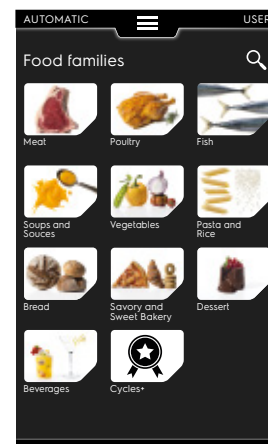 AUTOMATIC
USER
Food families
Meat
Poultry
Fish
Soups and
Souces
Vegetables
Pasta and
Rice
Bread
Savory and
Sweet Bakery
Dessert
Beverages
Cycles+